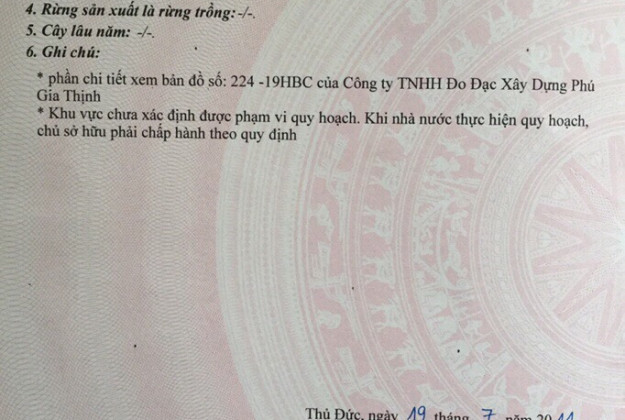 4. Rừng sản xuất là rừng trồng: -/-.
5. Cây lâu năm: -/-.
6. Ghi chú:
* phần chi tiết xem bản đồ số: 224 -19HBC của Công ty TNHH Đo Đạc Xây Dựng Phú
Gia Thịnh
* Khu vực chưa xác định được phạm vi quy hoạch. Khi nhà nước thực hiện quy hoạch,
chủ sở hữu phải chấp hành theo quy định
Thủ Đức, ngày 19 tháng 7 năm 2011